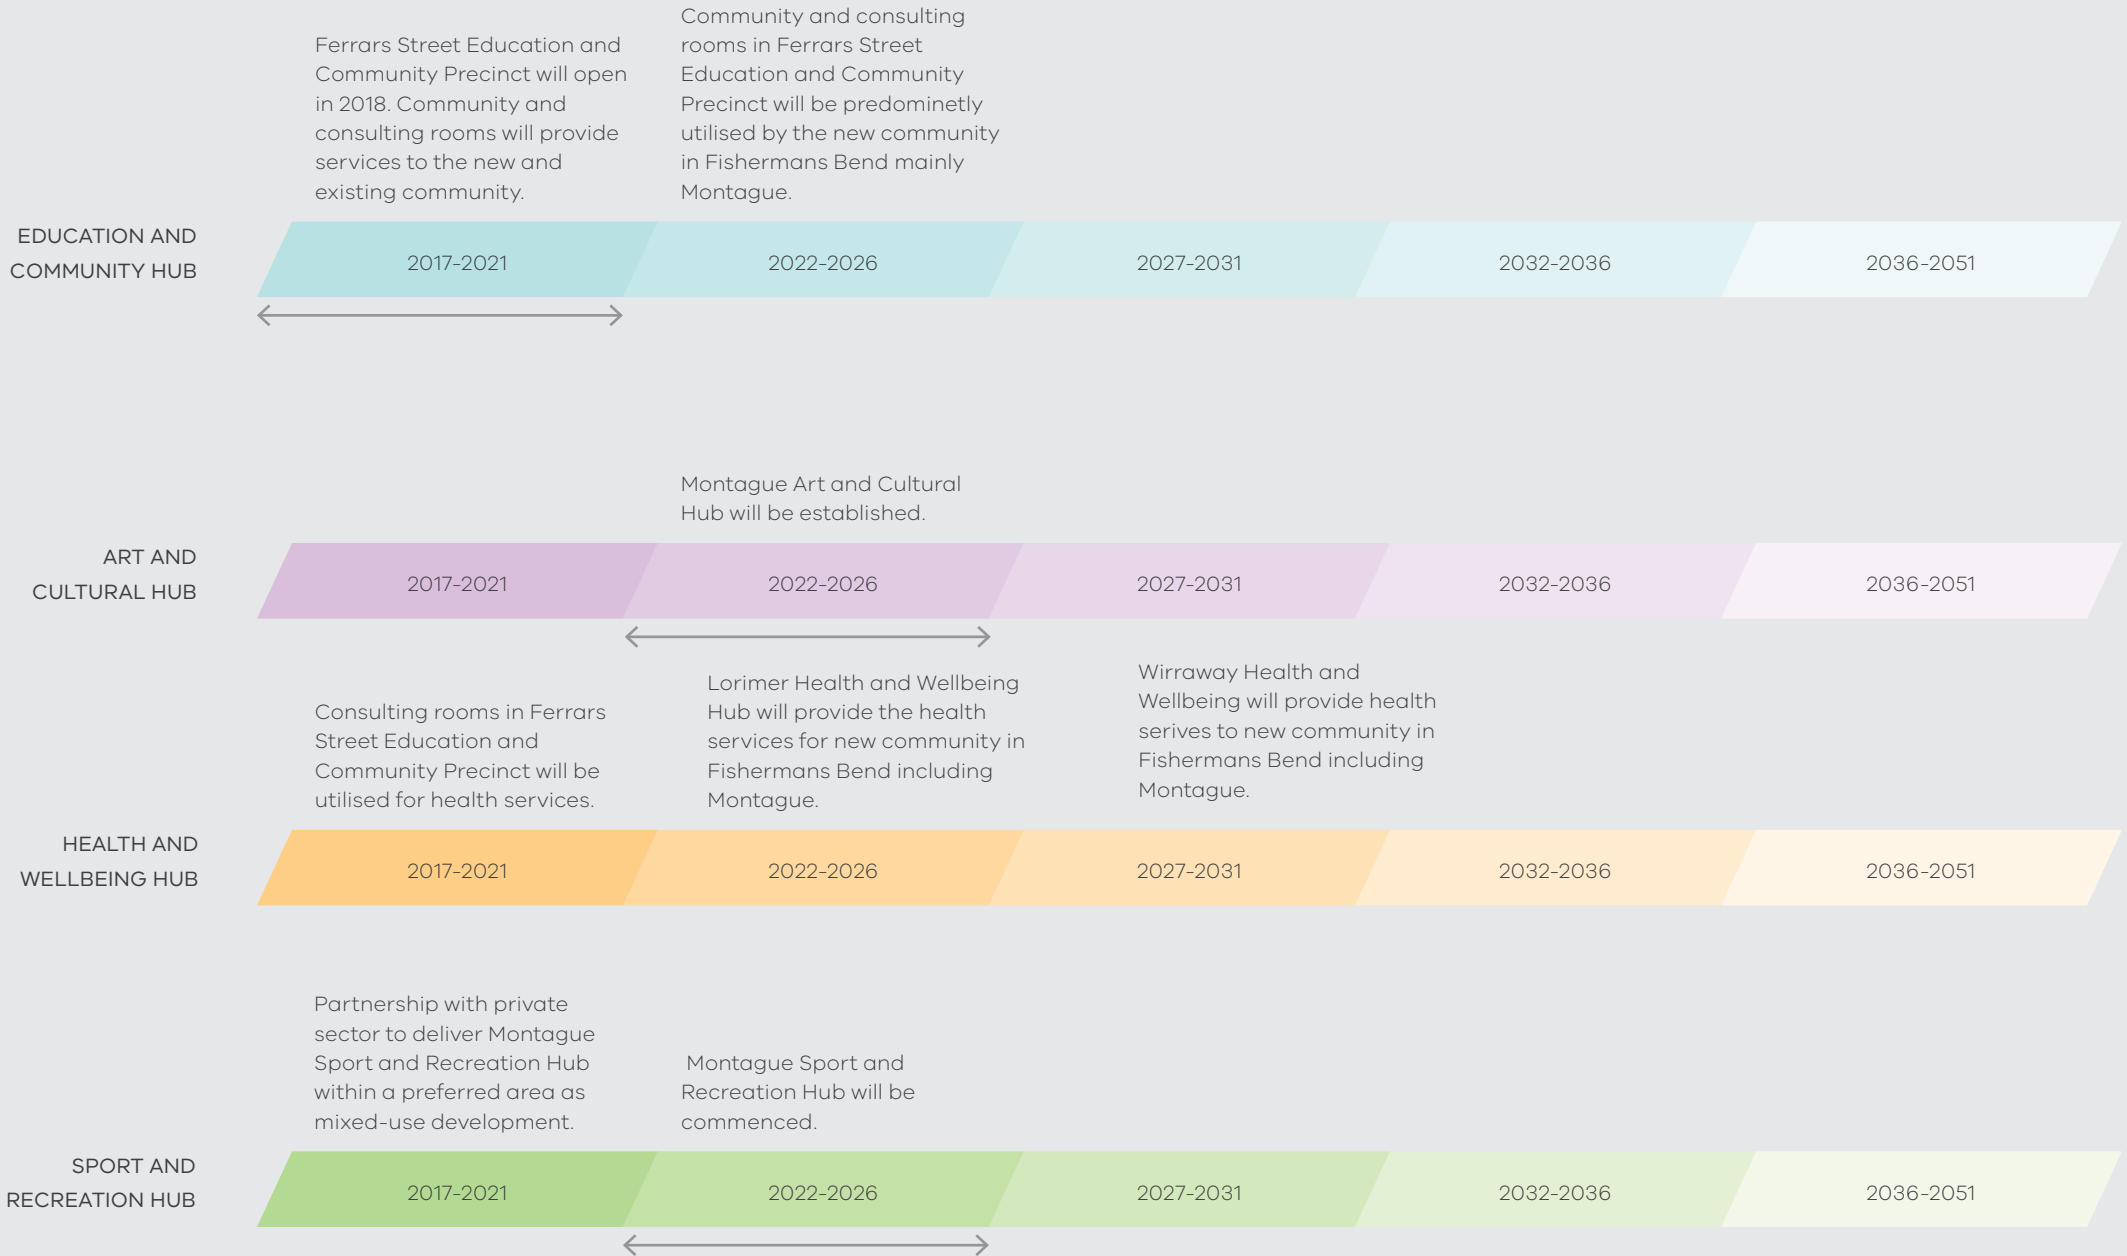 Ferrars Street Education and
Community Precinct will open
in 2018. Community and
consulting rooms will provide
services to the new and
existing community.
Community and consulting
rooms in Ferrars Street
Education and Community
Precinct will be predominetly
utilised by the new community
in Fishermans Bend mainly
Montague.
EDUCATION AND
COMMUNITY HUB
2017-2021
2022-2026
2027-2031
2032-2036
2036-2051
Montague Art and Cultural
Hub will be established.
ART AND
CULTURAL HUB
2017-2021
2022-2026
2027-2031
2032-2036
2036-2051
Consulting rooms in Ferrars
Street Education and
Community Precinct will be
utilised for health services.
Lorimer Health and Wellbeing
Hub will provide the health
services for new community in
Fishermans Bend including
Montague.
Wirraway Health and
Wellbeing will provide health
serives to new community in
Fishermans Bend including
Montague.
HEALTH AND
WELLBEING HUB
2017-2021
2022-2026
2027-2031
2032-2036
2036-2051
Partnership with private
sector to deliver Montague
Sport and Recreation Hub
within a preferred area as
mixed-use development.
Montague Sport and
Recreation Hub will be
commenced.
SPORT AND
RECREATION HUB
2017-2021
2022-2026
2027-2031
2032-2036
2036-2051